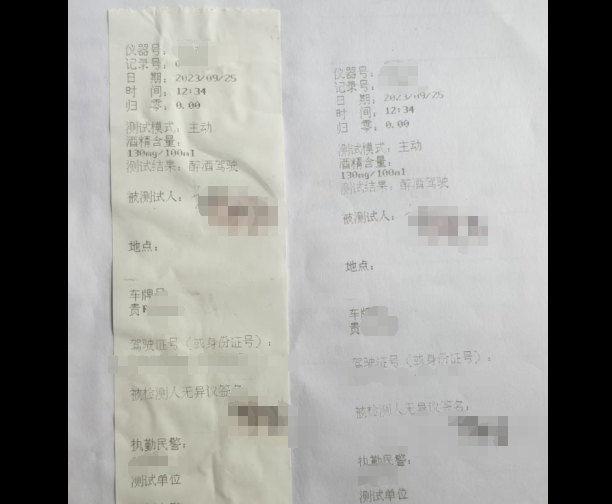 仪器号：
记录号：
日 期：2023/09/25
时 间：12:34
归 零：0.00
测试模式：主动
酒精含量：
130mg/100ml
测试结果：醉酒驾驶
被测试人：
地点：
车牌号
贵F
驾驶证号（或身份证号）：
被检测人无异议签名：
执勤民警：
测试单位
仪器号：
记录号：
日 期：2023/09/25
时 间：12:34
归 零：0.00
测试模式：主动
酒精含量：
130mg/100ml
测试结果：醉酒驾驶
被测试人：
地点：
车牌
贵
驾驶证号（或身份证号）：
被检测人无异议签名：
执勤民警：
测试单位